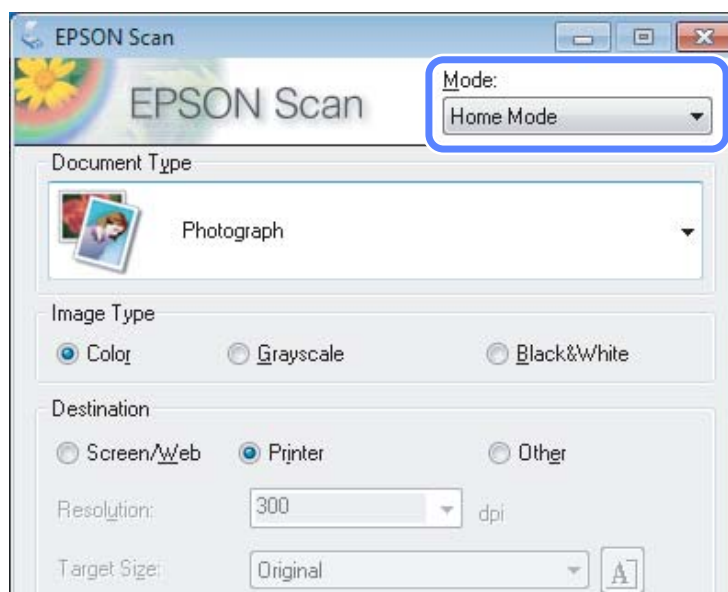 EPSON Scan
EPSON Scan
Mode:
Home Mode
Document Type
Photograph
Image Type
Color Grayscale Black&White
Destination
Screen/Web Printer Other
Resolution: 300 dpi
Target Size: Original A